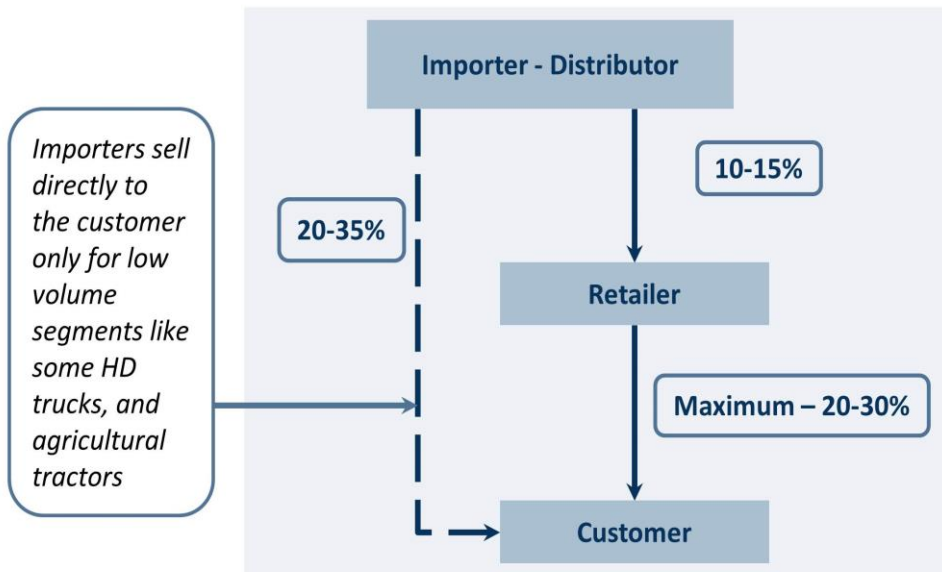 Importer - Distributor
Importers sell
directly to
the customer
only for low
volume
segments like
some HD
trucks, and
agricultural
tractors
20-35%
10-15%
Retailer
Maximum – 20-30%
Customer